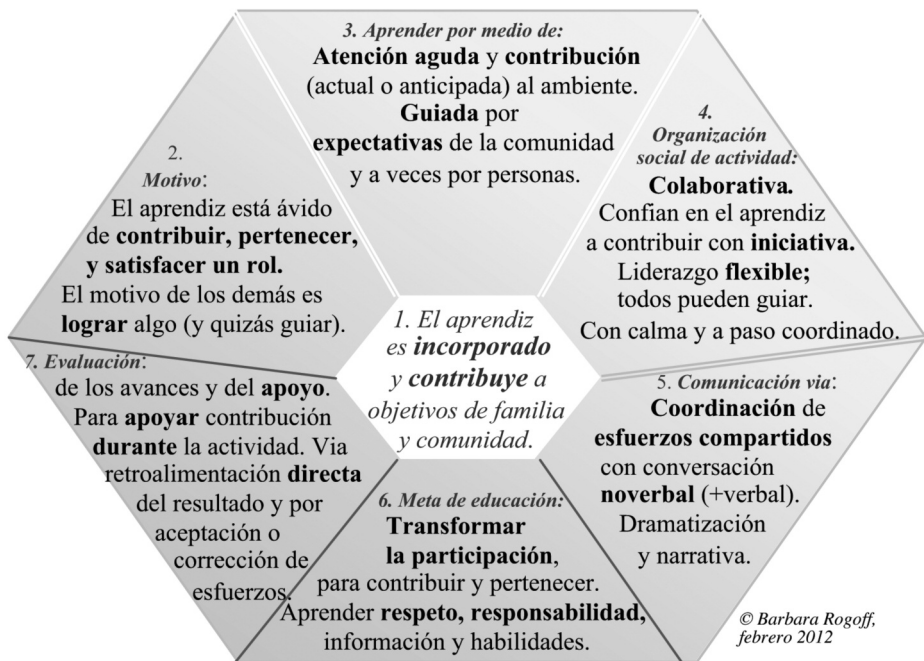 1. El aprendiz
es incorporado
y contribuye a
objetivos de familia
y comunidad.
2.
Motivo:
El aprendiz está ávido
de contribuir, pertenecer,
y satisfacer un rol.
El motivo de los demás es
lograr algo (y quizás guiar).
3. Aprender por medio de:
Atención aguda y contribución
(actual o anticipada) al ambiente.
Guiada por
expectativas de la comunidad
y a veces por personas.
4.
Organización
social de actividad:
Colaborativa.
Confian en el aprendiz
a contribuir con iniciativa.
Liderazgo flexible;
todos pueden guiar.
Con calma y a paso coordinado.
5. Comunicación via:
Coordinación de
esfuerzos compartidos
con conversación
noverbal (+verbal).
Dramatización
y narrativa.
6. Meta de educación:
Transformar
la participación,
para contribuir y pertenecer.
Aprender respeto, responsabilidad,
información y habilidades.
7. Evaluación:
de los avances y del apoyo.
Para apoyar contribución
durante la actividad. Via
retroalimentación directa
del resultado y por
aceptación o
corrección de
esfuerzos.
© Barbara Rogoff,
febrero 2012